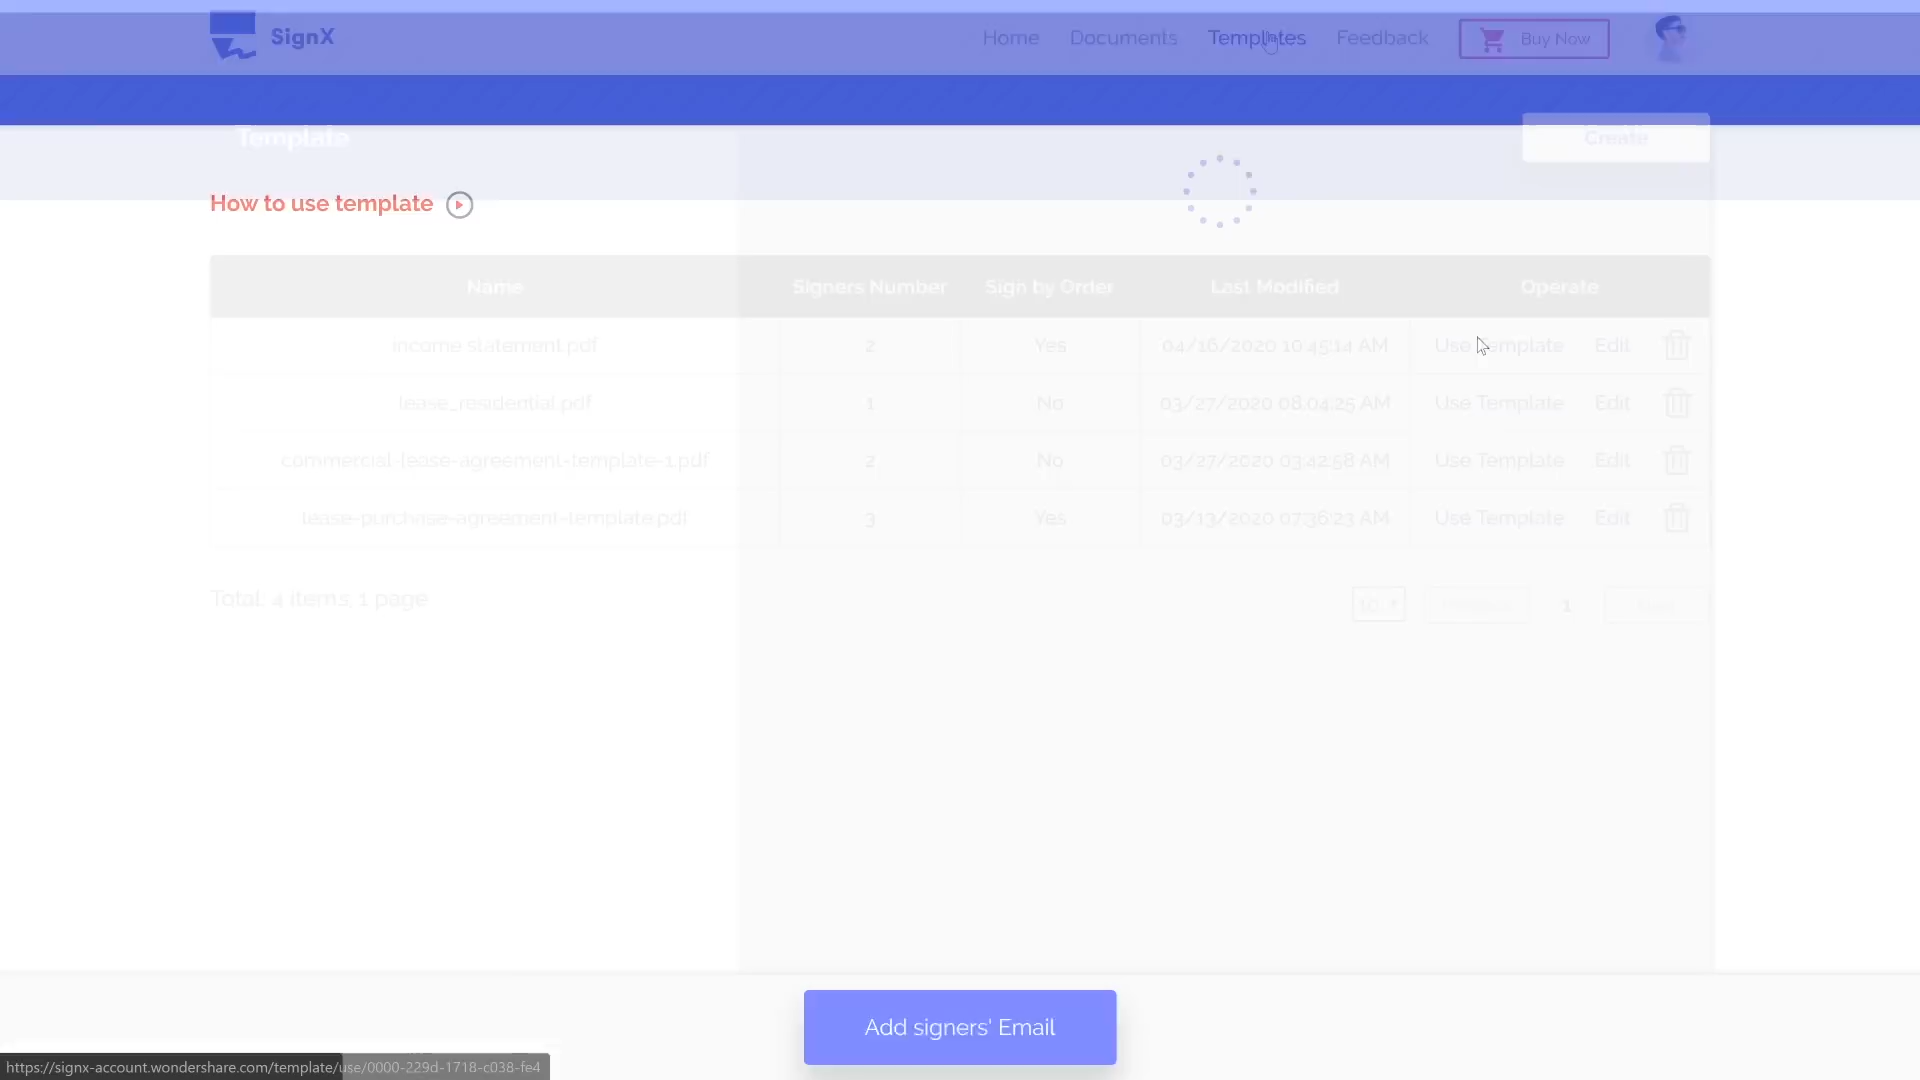 SignX
Home Documents Templates Feedback Buy Now
Template
Create
How to use template
Name Signers Number Sign by Order Last Modified Operate
income statement.pdf 2 Yes 04/16/2020 10:45:14 AM Use Template Edit
lease_residential.pdf 1 No 03/27/2020 08:04:25 AM Use Template Edit
commercial-lease-agreement-template-1.pdf 2 No 03/27/2020 03:42:58 AM Use Template Edit
lease-purchase-agreement-template.pdf 3 Yes 03/13/2020 07:36:23 AM Use Template Edit
Total: 4 items, 1 page
10 1
Add signers' Email
https://signx-account.wondershare.com/template/use/0000-229d-1718-c038-fe4